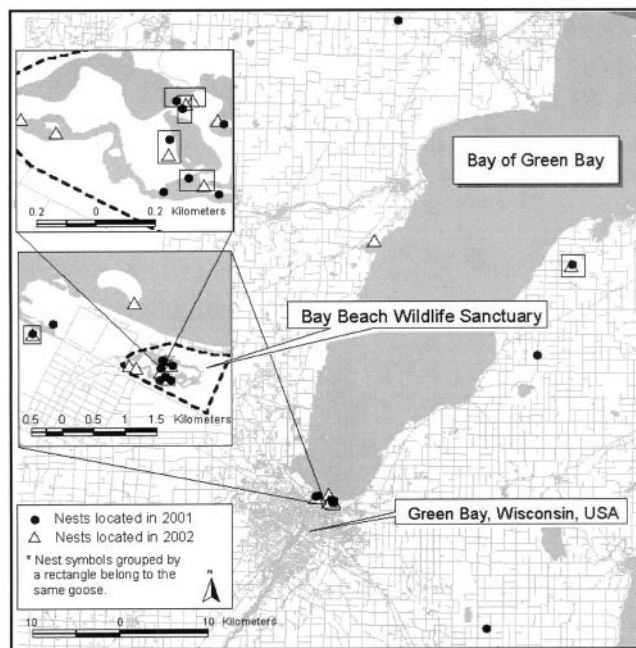 Bay of Green Bay
0.2 0 0.2 Kilometers
Bay Beach Wildlife Sanctuary
0.5 0 0.5 1 1.5 Kilometers
Green Bay, Wisconsin, USA
Nests located in 2001
Nests located in 2002
* Nest symbols grouped by
a rectangle belong to the
same goose.
N
10 0 10 Kilometers